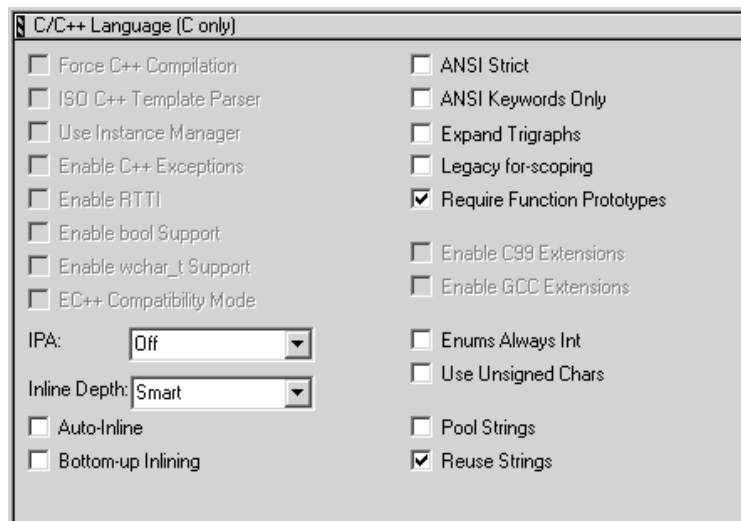 C/C++ Language (C only)
Force C++ Compilation
ISO C++ Template Parser
Use Instance Manager
Enable C++ Exceptions
Enable RTTI
Enable bool Support
Enable wchar_t Support
EC++ Compatibility Mode
IPA: Off
Inline Depth: Smart
Auto-Inline
Bottom-up Inlining
ANSI Strict
ANSI Keywords Only
Expand Trigraphs
Legacy for-scoping
Require Function Prototypes
Enable C99 Extensions
Enable GCC Extensions
Enums Always Int
Use Unsigned Chars
Pool Strings
Reuse Strings